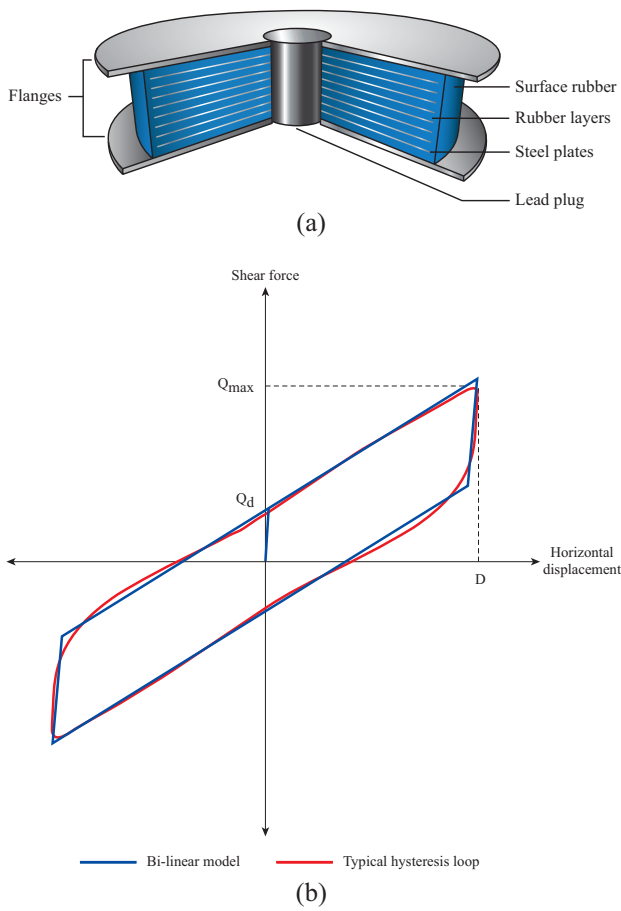 Flanges
Surface rubber
Rubber layers
Steel plates
Lead plug
(a)
Shear force
Qmax
Qd
Horizontal
displacement
D
Bi-linear model
Typical hysteresis loop
(b)